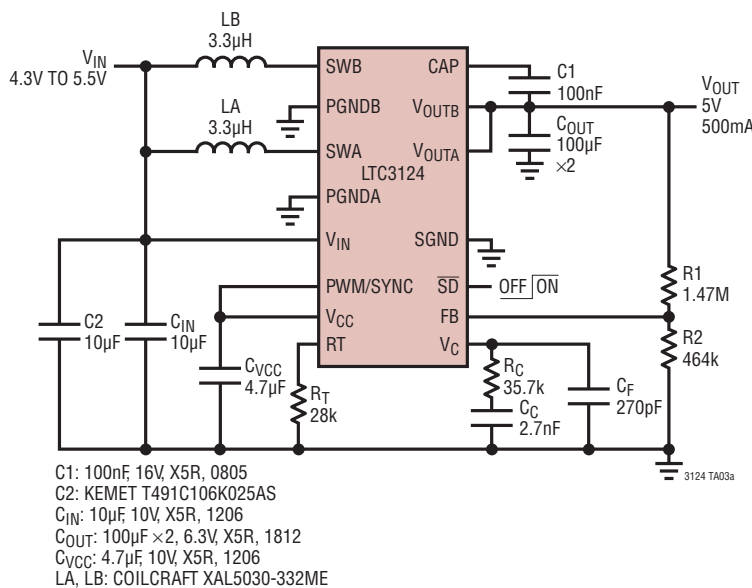 LB
3.3µH
VIN
4.3V TO 5.5V
LA
3.3µH
SWB
PGNDB
SWA
PGNDA
VIN
PWM/SYNC
VCC
RT
LTC3124
CAP
VOUTB
VOUTA
SGND
SD
FB
VC
C1
100nF
COUT
100µF
×2
VOUT
5V
500mA
OFF ON
R1
1.47M
R2
464k
C2
10µF
CIN
10µF
CVCC
4.7µF
RT
28k
RC
35.7k
CC
2.7nF
CF
270pF
3124 TA03a
C1: 100nF, 16V, X5R, 0805
C2: KEMET T491C106K025AS
CIN: 10µF, 10V, X5R, 1206
COUT: 100µF ×2, 6.3V, X5R, 1812
CVCC: 4.7µF, 10V, X5R, 1206
LA, LB: COILCRAFT XAL5030-332ME